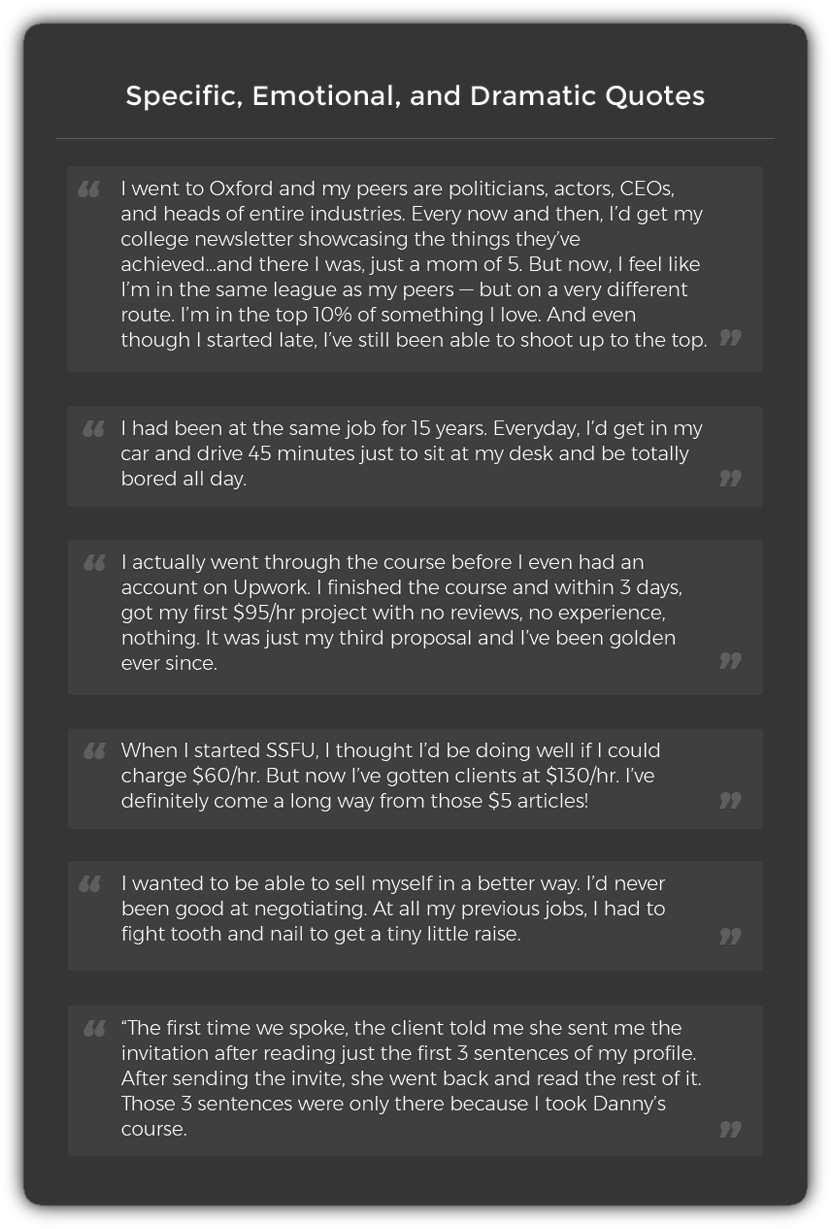 Specific, Emotional, and Dramatic Quotes
“
I went to Oxford and my peers are politicians, actors, CEOs,
and heads of entire industries. Every now and then, I’d get my
college newsletter showcasing the things they’ve
achieved...and there I was, just a mom of 5. But now, I feel like
I’m in the same league as my peers — but on a very different
route. I’m in the top 10% of something I love. And even
though I started late, I’ve still been able to shoot up to the top.
”
“
I had been at the same job for 15 years. Everyday, I’d get in my
car and drive 45 minutes just to sit at my desk and be totally
bored all day.
”
“
I actually went through the course before I even had an
account on Upwork. I finished the course and within 3 days,
got my first $95/hr project with no reviews, no experience,
nothing. It was just my third proposal and I’ve been golden
ever since.
”
“
When I started SSFU, I thought I’d be doing well if I could
charge $60/hr. But now I’ve gotten clients at $130/hr. I’ve
definitely come a long way from those $5 articles!
”
“
I wanted to be able to sell myself in a better way. I’d never
been good at negotiating. At all my previous jobs, I had to
fight tooth and nail to get a tiny little raise.
”
“
“The first time we spoke, the client told me she sent me the
invitation after reading just the first 3 sentences of my profile.
After sending the invite, she went back and read the rest of it.
Those 3 sentences were only there because I took Danny’s
course.
”